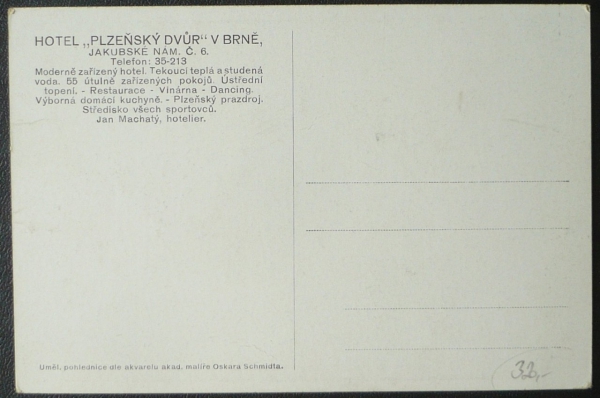 HOTEL „PLZEŇSKÝ DVŮR“ V BRNĚ,
JAKUBSKÉ NÁM. Č. 6.
Telefon: 35-213
Moderně zařízený hotel. Tekoucí teplá a studená
voda. 55 útulně zařízených pokojů. Ústřední
topení. - Restaurace - Vinárna - Dancing.
Výborná domácí kuchyně. - Plzeňský prazdroj.
Středisko všech sportovců.
Jan Machatý, hotelier.
Uměl. pohlednice dle akvarelu akad. malíře Oskara Schmidta.
32,-